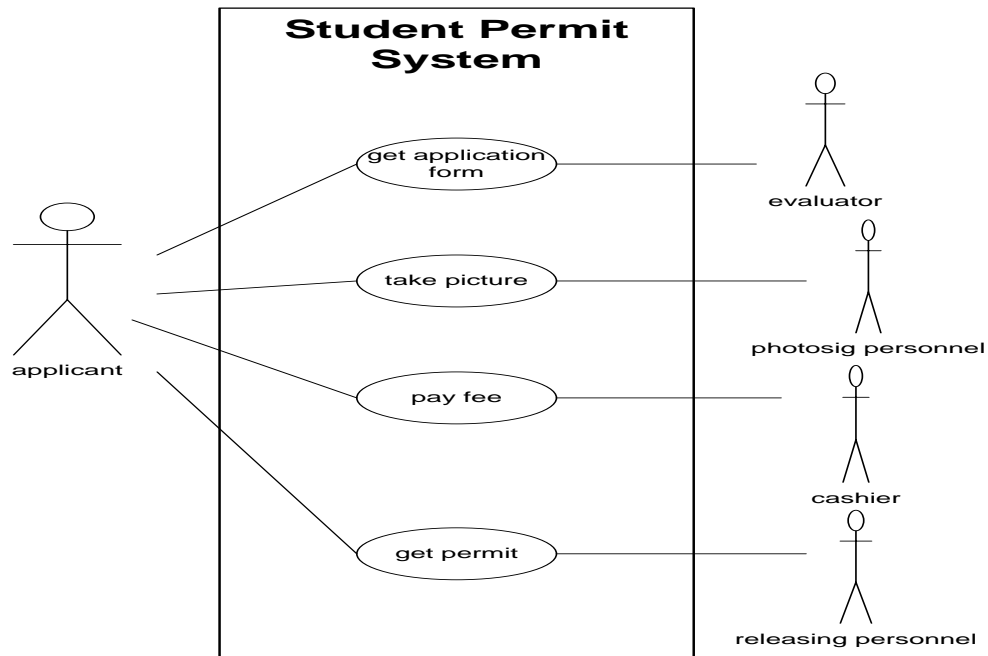 Student Permit
System
get application
form
evaluator
take picture
applicant
photosig personnel
pay fee
cashier
get permit
releasing personnel